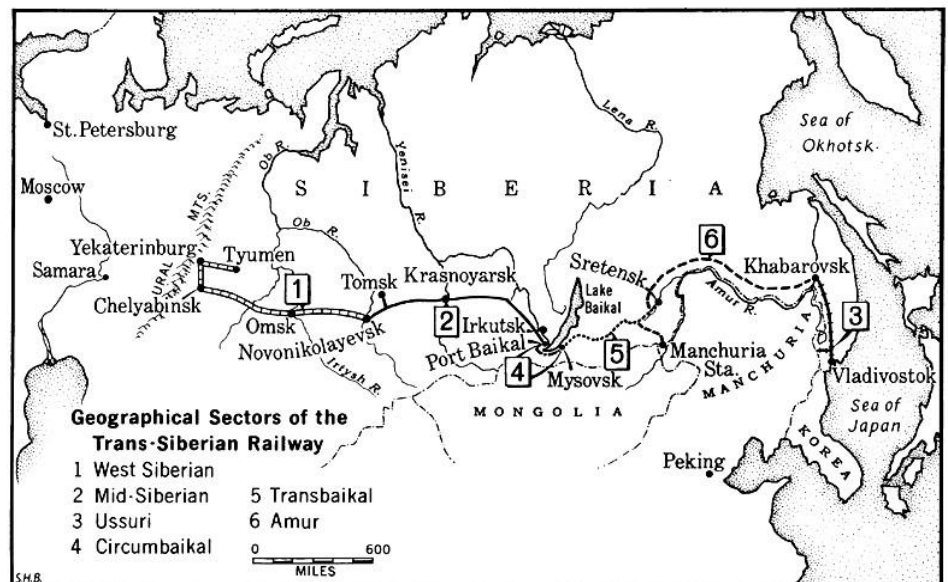 St. Petersburg
Moscow
Samara
Yekaterinburg
Chelyabinsk
URAL MTS.
Tyumen
Ob R.
Ob R.
SIBERIA
Yenisei R.
Lena R.
Sea of
Okhotsk
1
Omsk
Novonikolayevsk
Irtysh R.
Tomsk
Krasnoyarsk
2
Irkutsk
Port Baikal
4
Lake
Baikal
Mysovsk
Sretensk
5
6
Amur R.
Khabarovsk
3
Manchuria
Sta.
MANCHURIA
Vladivostok
Sea of
Japan
MONGOLIA
KOREA
Peking
Geographical Sectors of the
Trans-Siberian Railway
1 West Siberian
2 Mid-Siberian
3 Ussuri
4 Circumbaikal
5 Transbaikal
6 Amur
0 600
MILES
S.H.B.